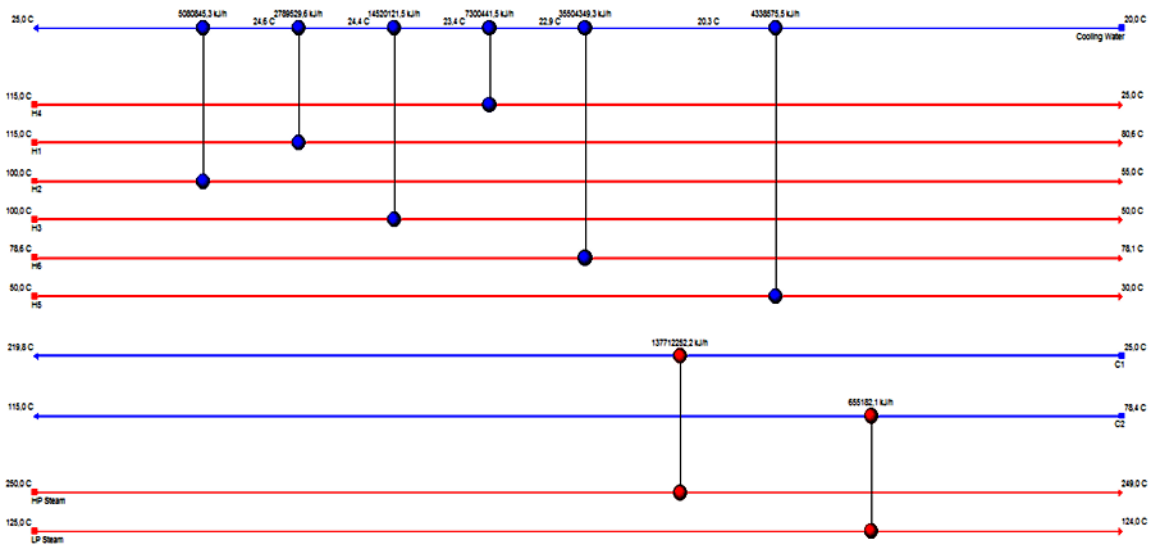 5080845,3 kJ/h 2789529,6 kJ/h 14520121,5 kJ/h 7300441,5 kJ/h 35504349,3 kJ/h 4338575,5 kJ/h
25,0 C 24,6 C 24,4 C 23,4 C 22,9 C 20,3 C 20,0 C
Cooling Water
115,0 C 25,0 C
H4
115,0 C 80,6 C
H1
100,0 C 55,0 C
H2
100,0 C 50,0 C
H3
78,6 C 78,1 C
H6
50,0 C 30,0 C
H5
137712252,2 kJ/h
219,8 C 25,0 C
C1
655182,1 kJ/h
115,0 C 78,4 C
C2
250,0 C 249,0 C
HP Steam
125,0 C 124,0 C
LP Steam